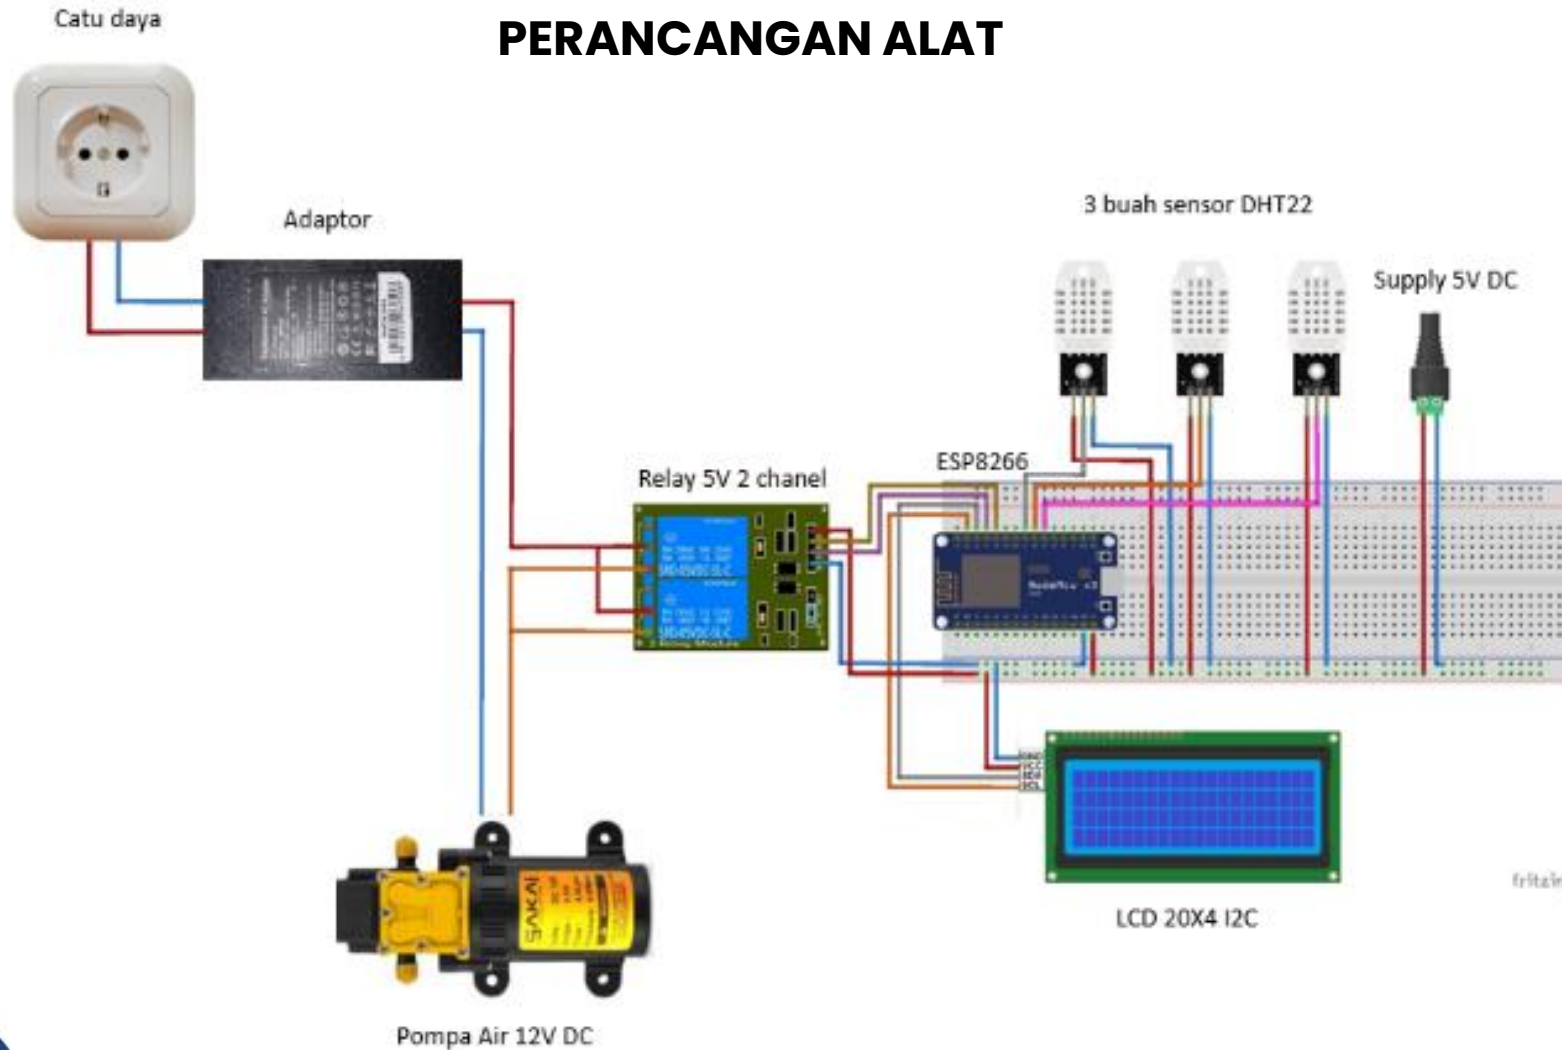 Catu daya
PERANCANGAN ALAT
Adaptor
3 buah sensor DHT22
Supply 5V DC
ESP8266
Relay 5V 2 chanel
SAKAI
LCD 20X4 I2C
Pompa Air 12V DC